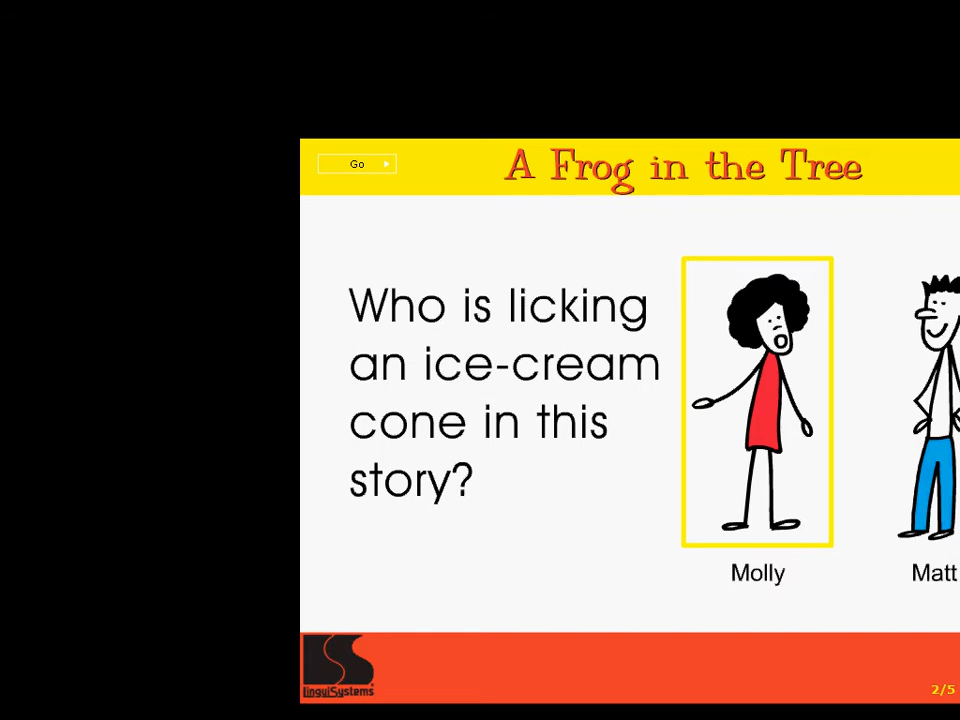 Go
A Frog in the Tree
Who is licking
an ice-cream
cone in this
story?
Molly
Matt
LinguiSystems
2/5